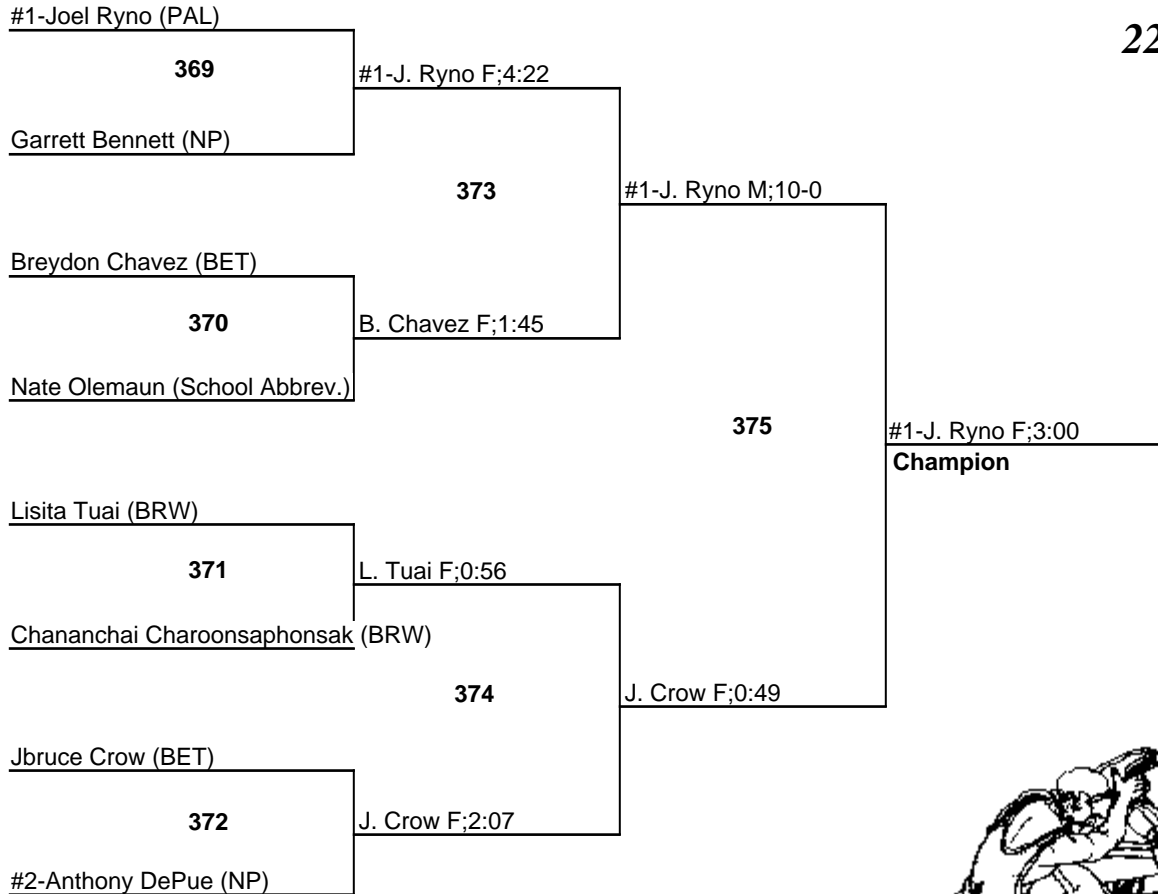 #1-Joel Ryno (PAL)
22
369
#1-J. Ryno F;4:22
Garrett Bennett (NP)
373
#1-J. Ryno M;10-0
Breydon Chavez (BET)
370
B. Chavez F;1:45
Nate Olemaun (School Abbrev.)
375
#1-J. Ryno F;3:00
Champion
Lisita Tuai (BRW)
371
L. Tuai F;0:56
Chananchai Charoonsaphonsak (BRW)
374
J. Crow F;0:49
Jbruce Crow (BET)
372
J. Crow F;2:07
#2-Anthony DePue (NP)